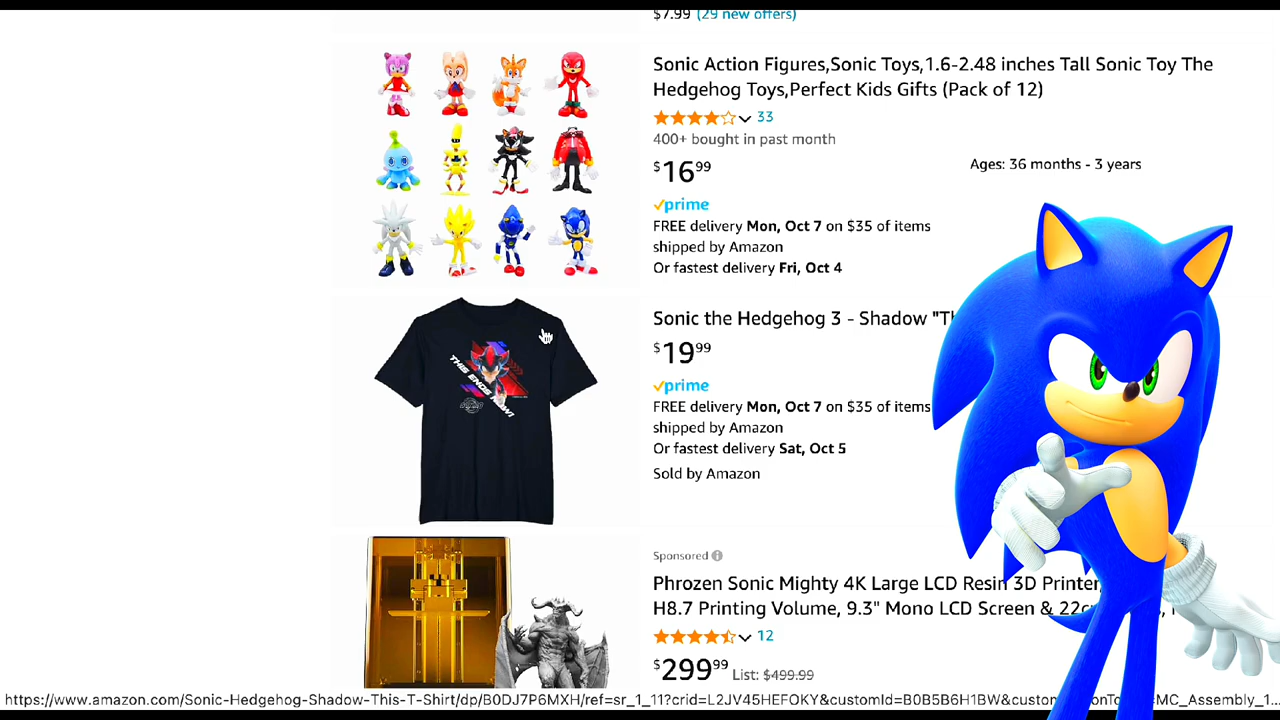 $7.99 (29 new offers)
Sonic Action Figures,Sonic Toys,1.6-2.48 inches Tall Sonic Toy The
Hedgehog Toys,Perfect Kids Gifts (Pack of 12)
33
400+ bought in past month
$16.99
Ages: 36 months - 3 years
prime
FREE delivery Mon, Oct 7 on $35 of items
shipped by Amazon
Or fastest delivery Fri, Oct 4
THIS ENDS NOW!
Sonic the Hedgehog 3 - Shadow
$19.99
prime
FREE delivery Mon, Oct 7 on $35 of items
shipped by Amazon
Or fastest delivery Sat, Oct 5
Sold by Amazon
Sponsored
Phrozen Sonic Mighty 4K Large LCD Resin 3D Printer
H8.7 Printing Volume, 9.3" Mono LCD Screen &
12
$299.99 List: $499.99
https://www.amazon.com/Sonic-Hedgehog-Shadow-This-T-Shirt/dp/B0DJ7P6MXH/ref=sr_1_11?crid=L2JV45HEFOKY&customId=B0B5B6H1BW&custom onTo =MC_Assembly_1...